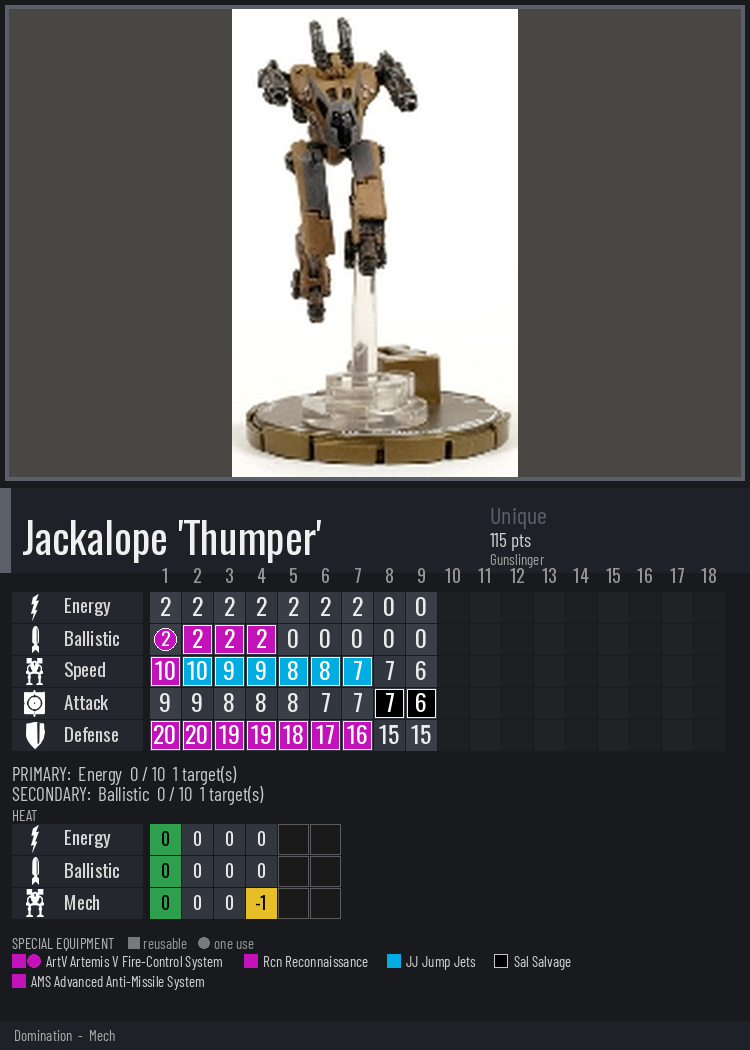 Jackalope 'Thumper'
Unique
115 pts
Gunslinger
1 2 3 4 5 6 7 8 9 10 11 12 13 14 15 16 17 18
Energy 2 2 2 2 2 2 2 0 0
Ballistic 2 2 2 2 0 0 0 0 0
Speed 10 10 9 9 8 8 7 7 6
Attack 9 9 8 8 8 7 7 7 6
Defense 20 20 19 19 18 17 16 15 15
PRIMARY: Energy 0 / 10 1 target(s)
SECONDARY: Ballistic 0 / 10 1 target(s)
HEAT
Energy 0 0 0 0
Ballistic 0 0 0 0
Mech 0 0 0 -1
SPECIAL EQUIPMENT reusable one use
ArtV Artemis V Fire-Control System Rcn Reconnaissance JJ Jump Jets Sal Salvage
AMS Advanced Anti-Missile System
Domination - Mech